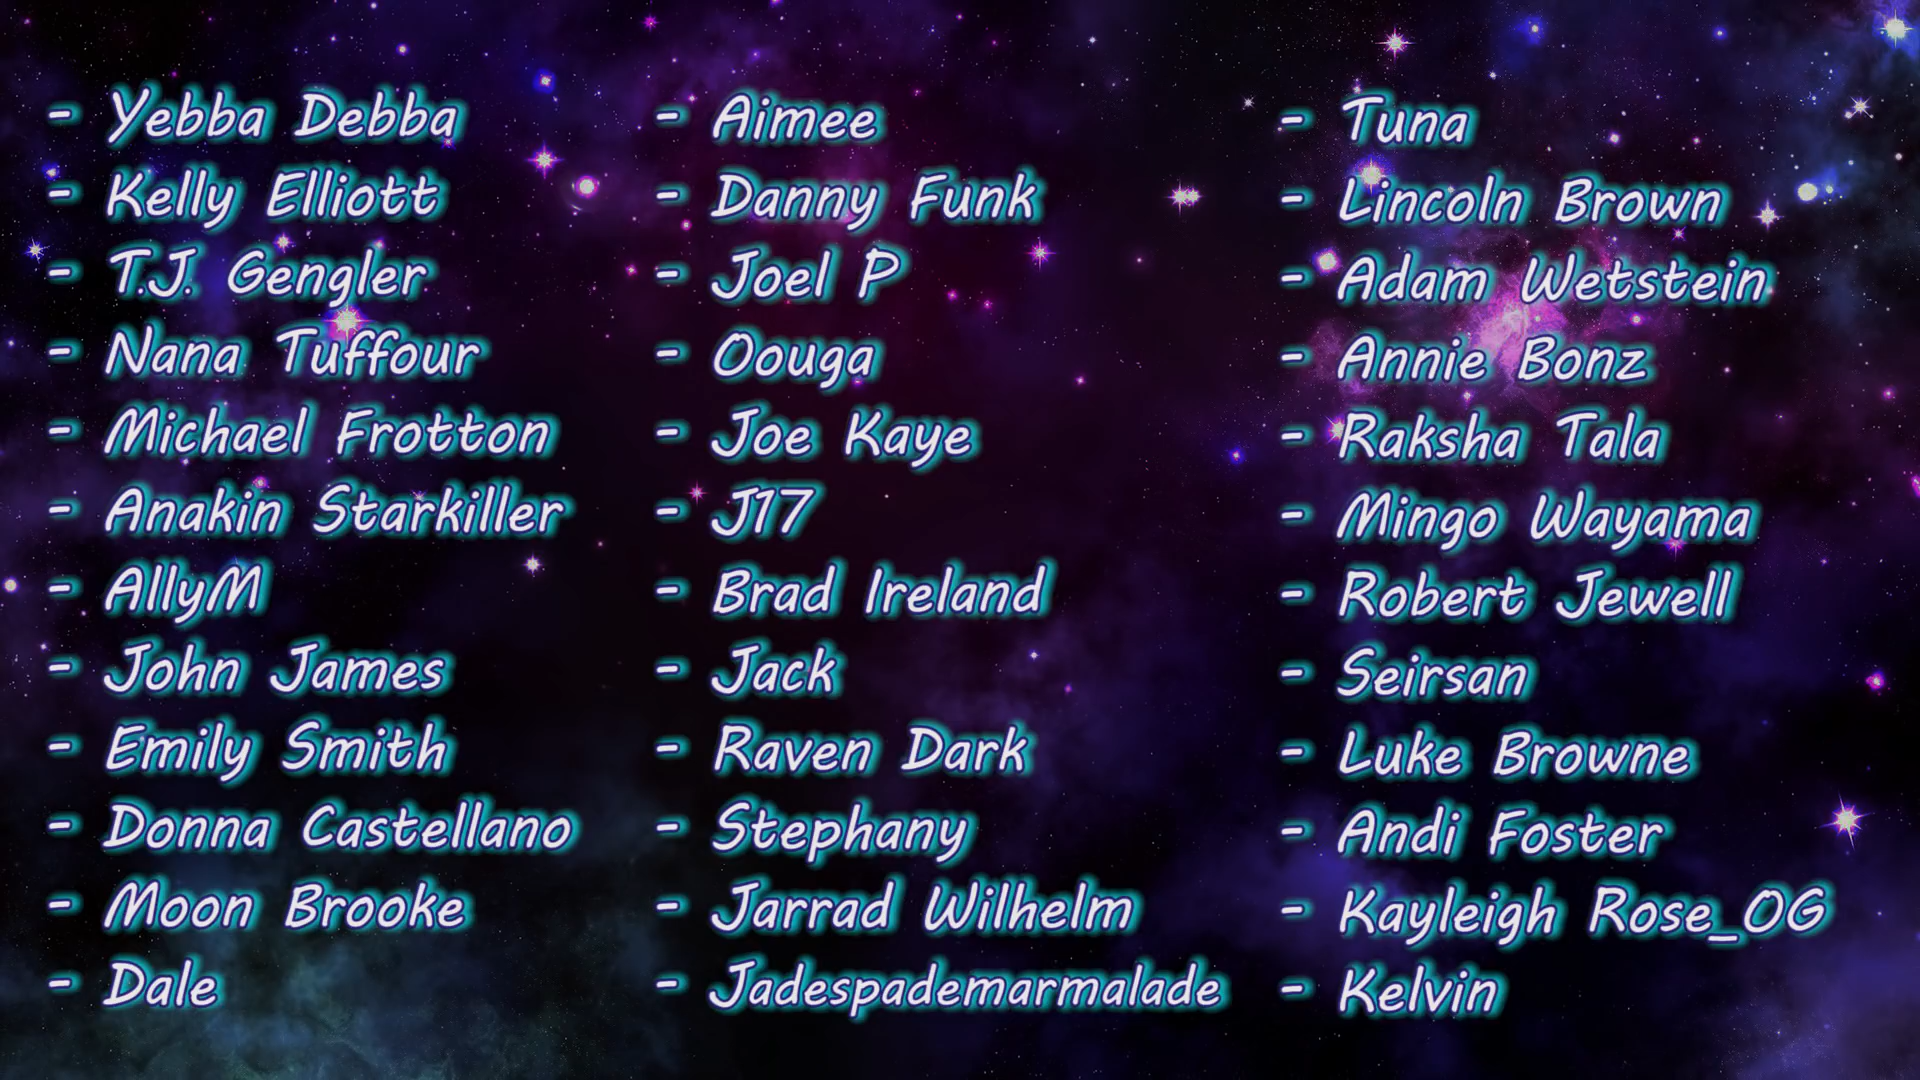 - Yebba Debba
- Kelly Elliott
- T.J. Gengler
- Nana Tuffour
- Michael Frotton
- Anakin Starkiller
- AllyM
- John James
- Emily Smith
- Donna Castellano
- Moon Brooke
- Dale
- Aimee
- Danny Funk
- Joel P
- Oouga
- Joe Kaye
- J17
- Brad Ireland
- Jack
- Raven Dark
- Stephany
- Jarrad Wilhelm
- Jadespademarmalade
- Tuna
- Lincoln Brown
- Adam Wetstein
- Annie Bonz
- Raksha Tala
- Mingo Wayama
- Robert Jewell
- Seirsan
- Luke Browne
- Andi Foster
- Kayleigh Rose_OG
- Kelvin